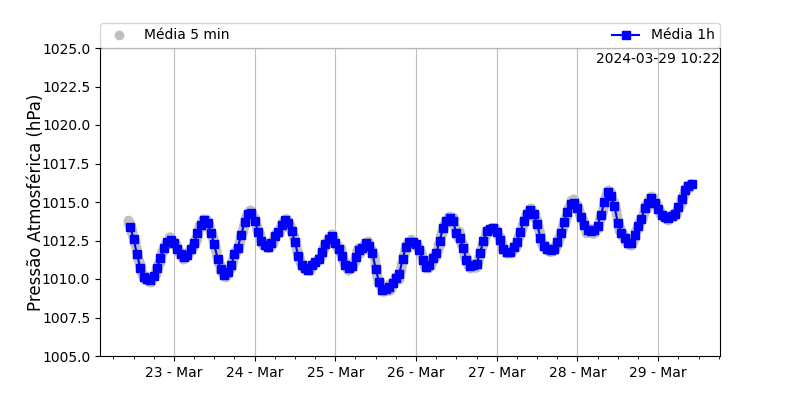 Média 5 min
Média 1h
2024-03-29 10:22
Pressão Atmosférica (hPa)
1025.0
1022.5
1020.0
1017.5
1015.0
1012.5
1010.0
1007.5
1005.0
23 - Mar
24 - Mar
25 - Mar
26 - Mar
27 - Mar
28 - Mar
29 - Mar